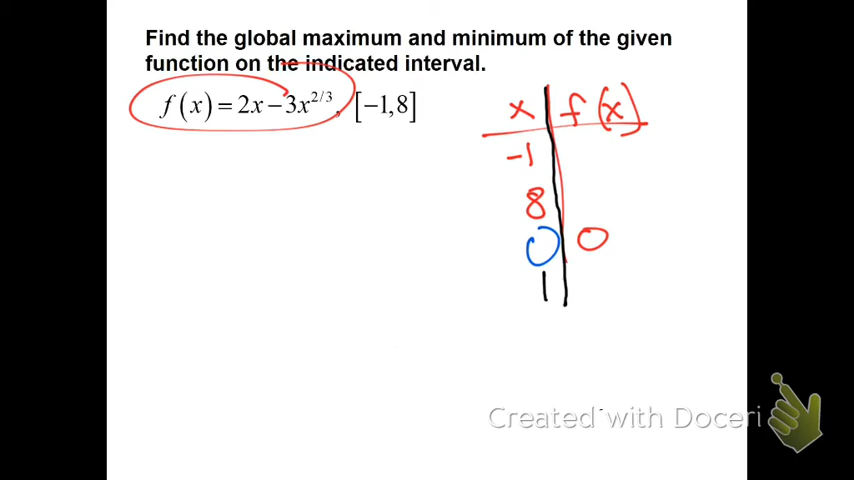 Find the global maximum and minimum of the given
function on the indicated interval.
f(x) = 2x − 3x^{2/3}, [−1,8]
x f(x)
-1
8
0 0
1
Created with Doceri